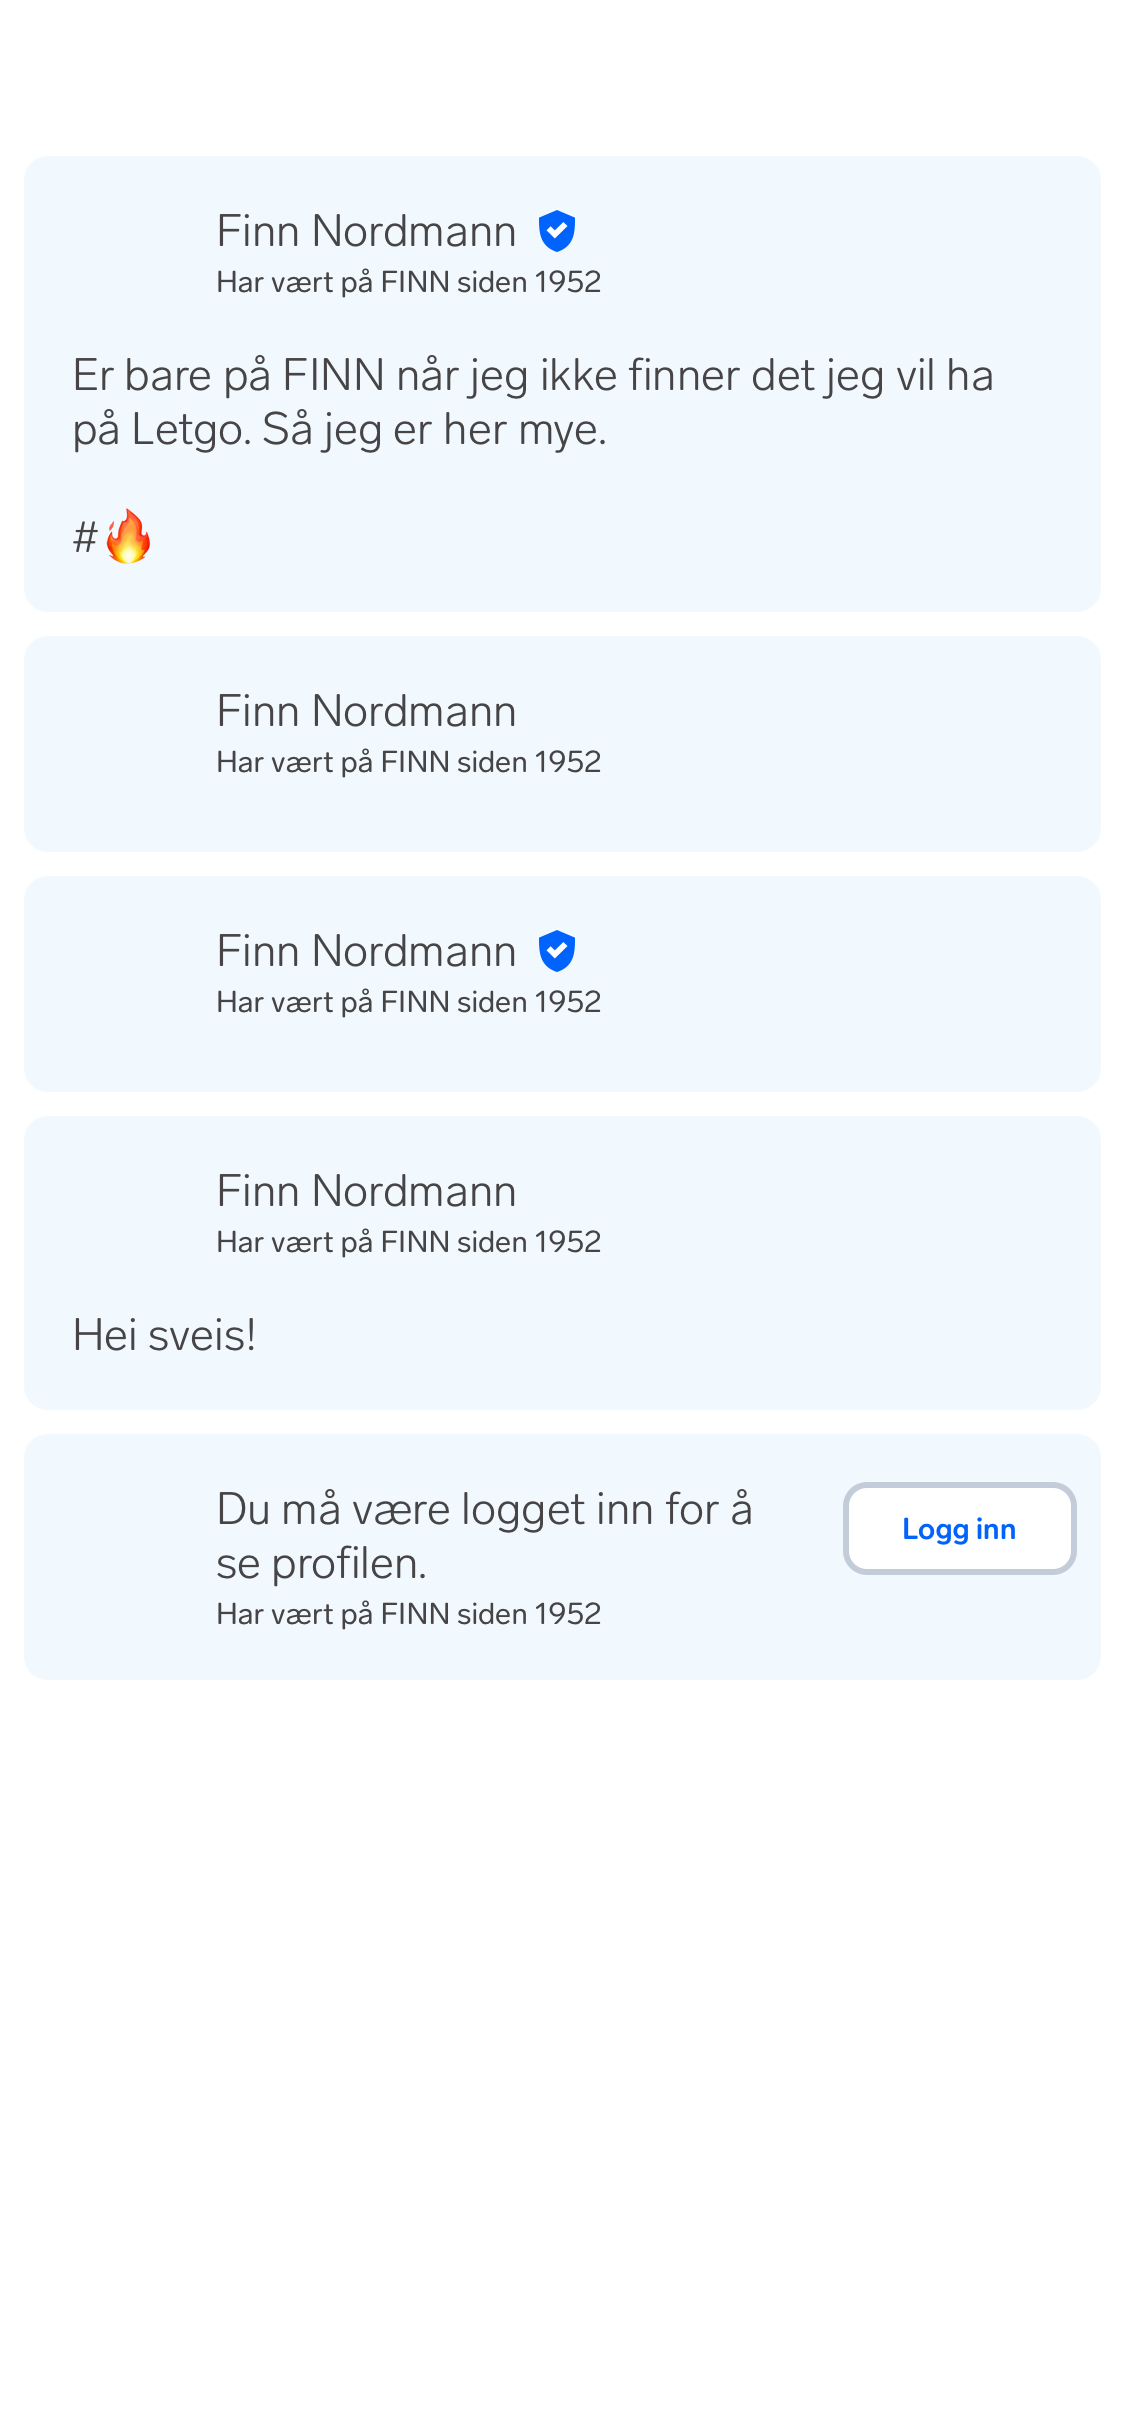 Finn Nordmann
Har vært på FINN siden 1952
Er bare på FINN når jeg ikke finner det jeg vil ha
på Letgo. Så jeg er her mye.
#🔥
Finn Nordmann
Har vært på FINN siden 1952
Finn Nordmann
Har vært på FINN siden 1952
Finn Nordmann
Har vært på FINN siden 1952
Hei sveis!
Du må være logget inn for å
se profilen.
Har vært på FINN siden 1952
Logg inn